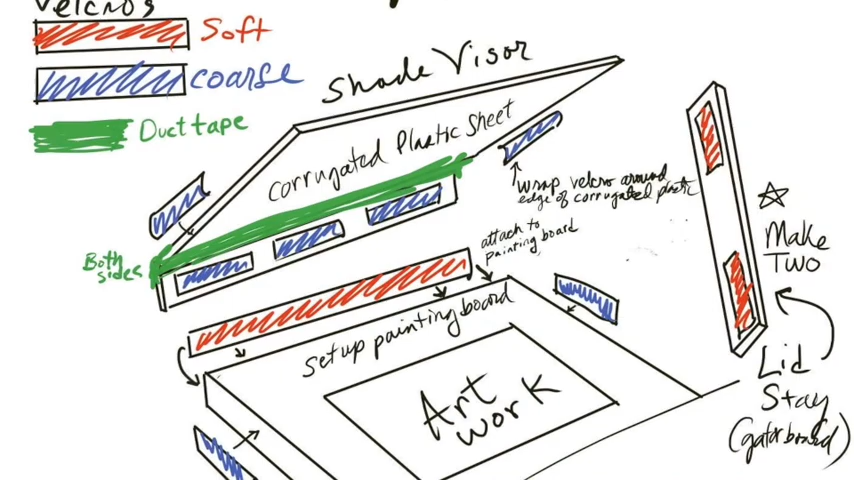 Velcros
Soft
coarse
Duct tape
Shade Visor
Corrugated Plastic Sheet
wrap velcro around
edge of corrugated plastic
Both
sides
attach to
painting board
Make
TWO
Setup painting board
Art
work
Lid
Stay
(gatorboard)